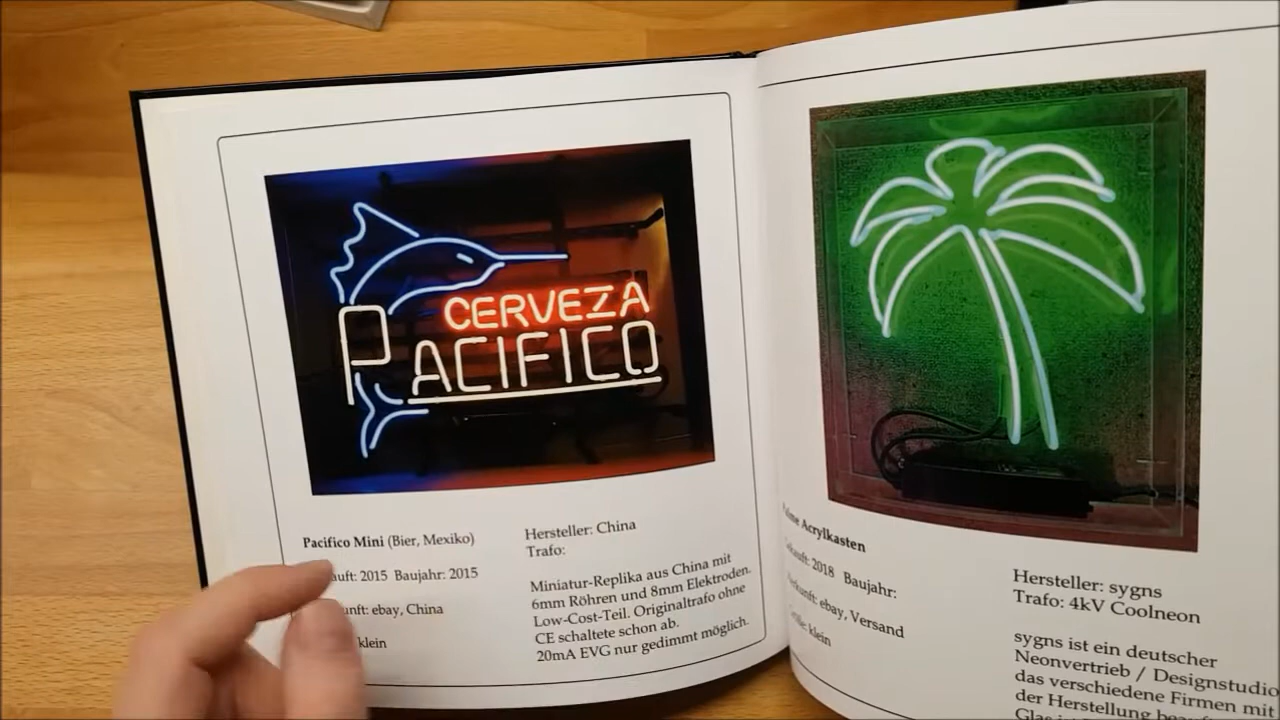 CERVEZA
PACIFICO
Pacifico Mini (Bier, Mexiko)
2015 Baujahr: 2015
ebay, China
klein
Hersteller: China
Trafo:
Miniatur-Replika aus China mit
6mm Röhren und 8mm Elektroden.
Low-Cost-Teil. Originaltrafo ohne
CE schaltete schon ab.
20mA EVG nur gedimmt möglich.
Acrylkasten
2018 Baujahr:
ebay, Versand
klein
Hersteller: sygns
Trafo: 4kV Coolneon
sygns ist ein deutscher
Neonvertrieb / Designstudio
das verschiedene Firmen mit
der Herstellung